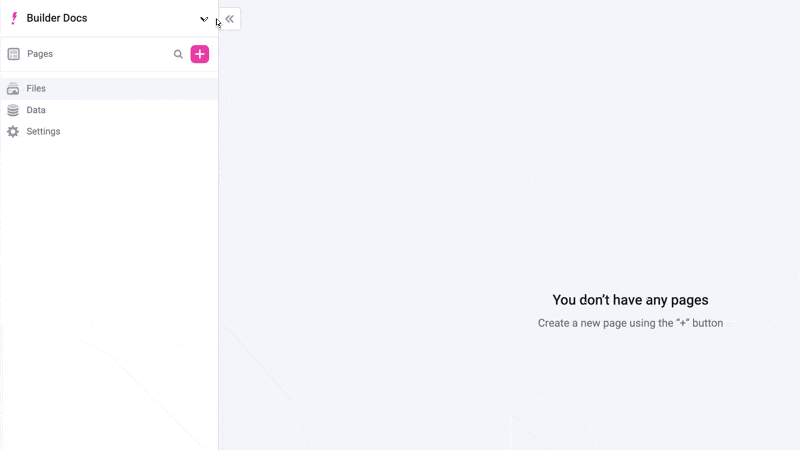 Builder Docs
Pages
Files
Data
Settings
You don’t have any pages
Create a new page using the “+” button